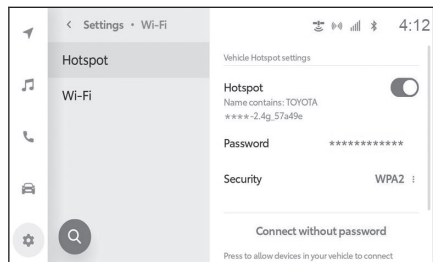 < Settings • Wi-Fi
4:12
Hotspot
Wi-Fi
Vehicle Hotspot settings
Hotspot
Name contains: TOYOTA
****-2.4g_57a49e
Password ************
Security WPA2
Connect without password
Press to allow devices in your vehicle to connect